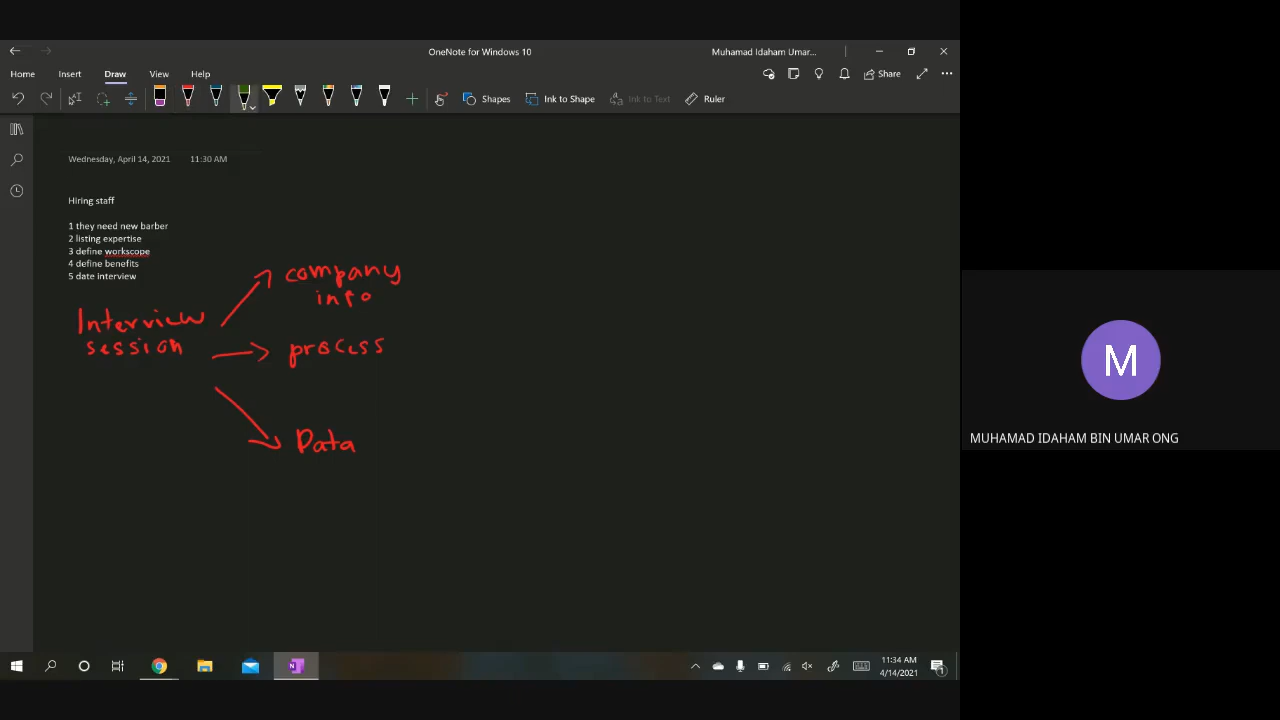 OneNote for Windows 10
Muhamad Idaham Umar...
Home Insert Draw View Help
Share
Shapes Ink to Shape Ink to Text Ruler
Wednesday, April 14, 2021 11:30 AM
Hiring staff
1 they need new barber
2 listing expertise
3 define workscope
4 define benefits
5 date interview
company
info
Interview
session
process
Data
M
MUHAMAD IDAHAM BIN UMAR ONG
11:34 AM
4/14/2021